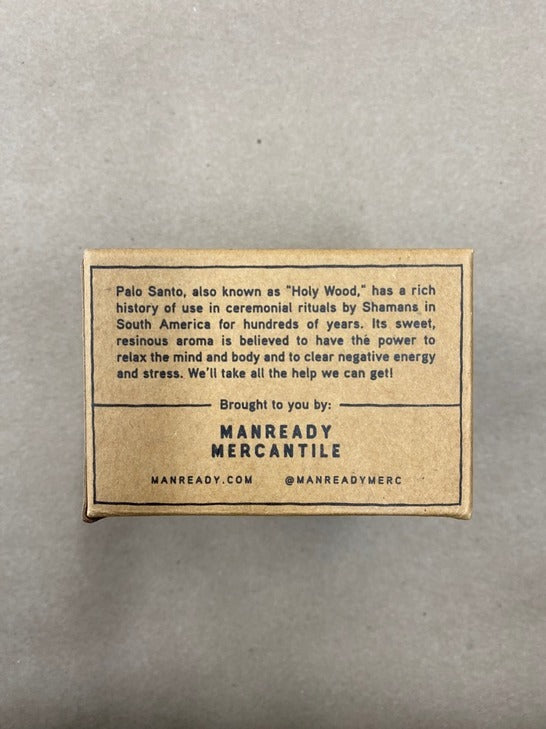 Palo Santo, also known as "Holy Wood," has a rich
history of use in ceremonial rituals by Shamans in
South America for hundreds of years. Its sweet,
resinous aroma is believed to have the power to
relax the mind and body and to clear negative energy
and stress. We'll take all the help we can get!
Brought to you by:
MANREADY
MERCANTILE
MANREADY.COM @MANREADYMERC